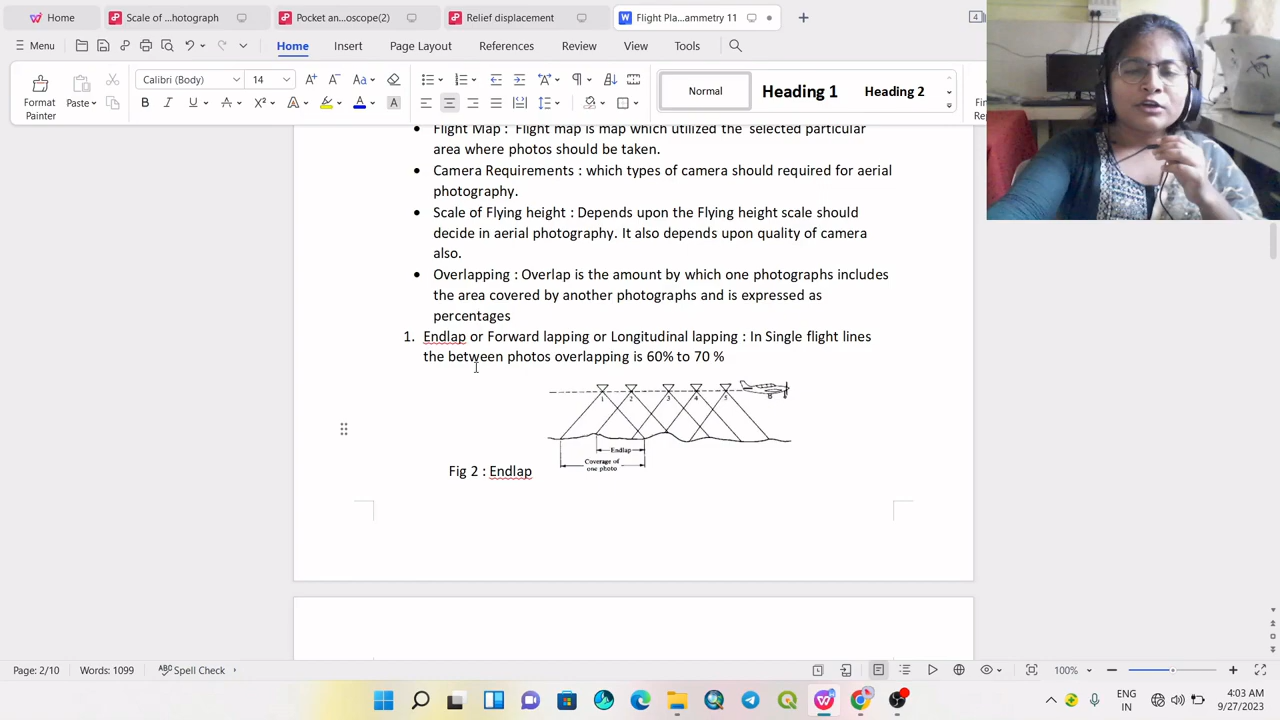 Home
Scale of ...hotograph
Pocket an...oscope(2)
Relief displacement
Flight Pla...ammetry 11
4
Menu
Home
Insert
Page Layout
References
Review
View
Tools
Format
Painter
Paste
Calibri (Body)
14
Normal
Heading 1
Heading 2
Flight Map : Flight map is map which utilized the selected particular
area where photos should be taken.
Camera Requirements : which types of camera should required for aerial
photography.
Scale of Flying height : Depends upon the Flying height scale should
decide in aerial photography. It also depends upon quality of camera
also.
Overlapping : Overlap is the amount by which one photographs includes
the area covered by another photographs and is expressed as
percentages
1. Endlap or Forward lapping or Longitudinal lapping : In Single flight lines
the between photos overlapping is 60% to 70 %
1 2 3 4 5
Endlap
Coverage of
one photo
Fig 2 : Endlap
Page: 2/10
Words: 1099
Spell Check
100%
ENG
IN
4:03 AM
9/27/2023